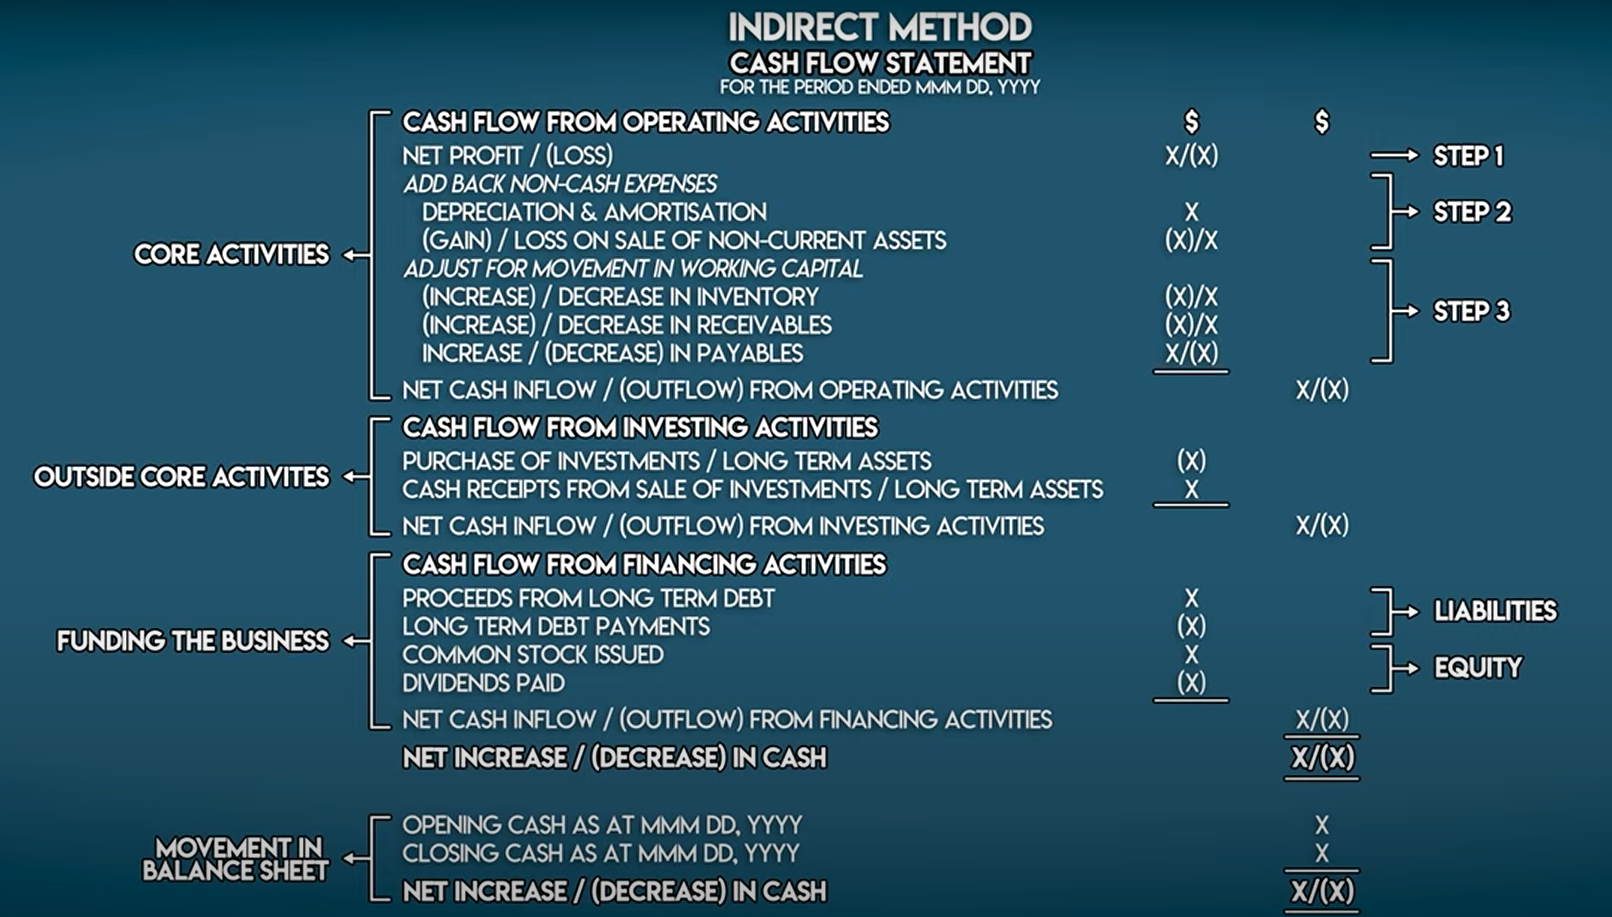 INDIRECT METHOD
CASH FLOW STATEMENT
FOR THE PERIOD ENDED MMM DD, YYYY
CASH FLOW FROM OPERATING ACTIVITIES $ $
NET PROFIT / (LOSS) X/(X) STEP 1
ADD BACK NON-CASH EXPENSES
DEPRECIATION & AMORTISATION X STEP 2
(GAIN) / LOSS ON SALE OF NON-CURRENT ASSETS (X)/X
CORE ACTIVITIES
ADJUST FOR MOVEMENT IN WORKING CAPITAL
(INCREASE) / DECREASE IN INVENTORY (X)/X
STEP 3
(INCREASE) / DECREASE IN RECEIVABLES (X)/X
INCREASE / (DECREASE) IN PAYABLES X/(X)
NET CASH INFLOW / (OUTFLOW) FROM OPERATING ACTIVITIES X/(X)
CASH FLOW FROM INVESTING ACTIVITIES
PURCHASE OF INVESTMENTS / LONG TERM ASSETS (X)
OUTSIDE CORE ACTIVITES
CASH RECEIPTS FROM SALE OF INVESTMENTS / LONG TERM ASSETS X
NET CASH INFLOW / (OUTFLOW) FROM INVESTING ACTIVITIES X/(X)
CASH FLOW FROM FINANCING ACTIVITIES
PROCEEDS FROM LONG TERM DEBT X
LIABILITIES
LONG TERM DEBT PAYMENTS (X)
FUNDING THE BUSINESS
COMMON STOCK ISSUED X
EQUITY
DIVIDENDS PAID (X)
NET CASH INFLOW / (OUTFLOW) FROM FINANCING ACTIVITIES X/(X)
NET INCREASE / (DECREASE) IN CASH X/(X)
OPENING CASH AS AT MMM DD, YYYY X
MOVEMENT IN
BALANCE SHEET
CLOSING CASH AS AT MMM DD, YYYY X
NET INCREASE / (DECREASE) IN CASH X/(X)